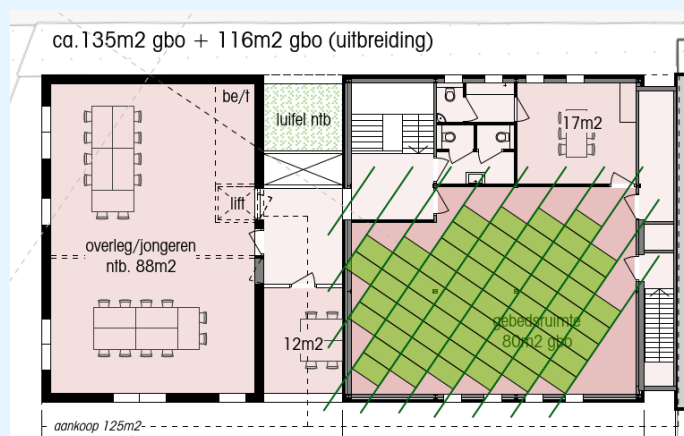 ca.135m2 gbo + 116m2 gbo (uitbreiding)
be/t
luifel ntb
17m2
lift
overleg/jongeren
ntb. 88m2
gebedsruimte
80m2 gbo
12m2
aankoop 125m2